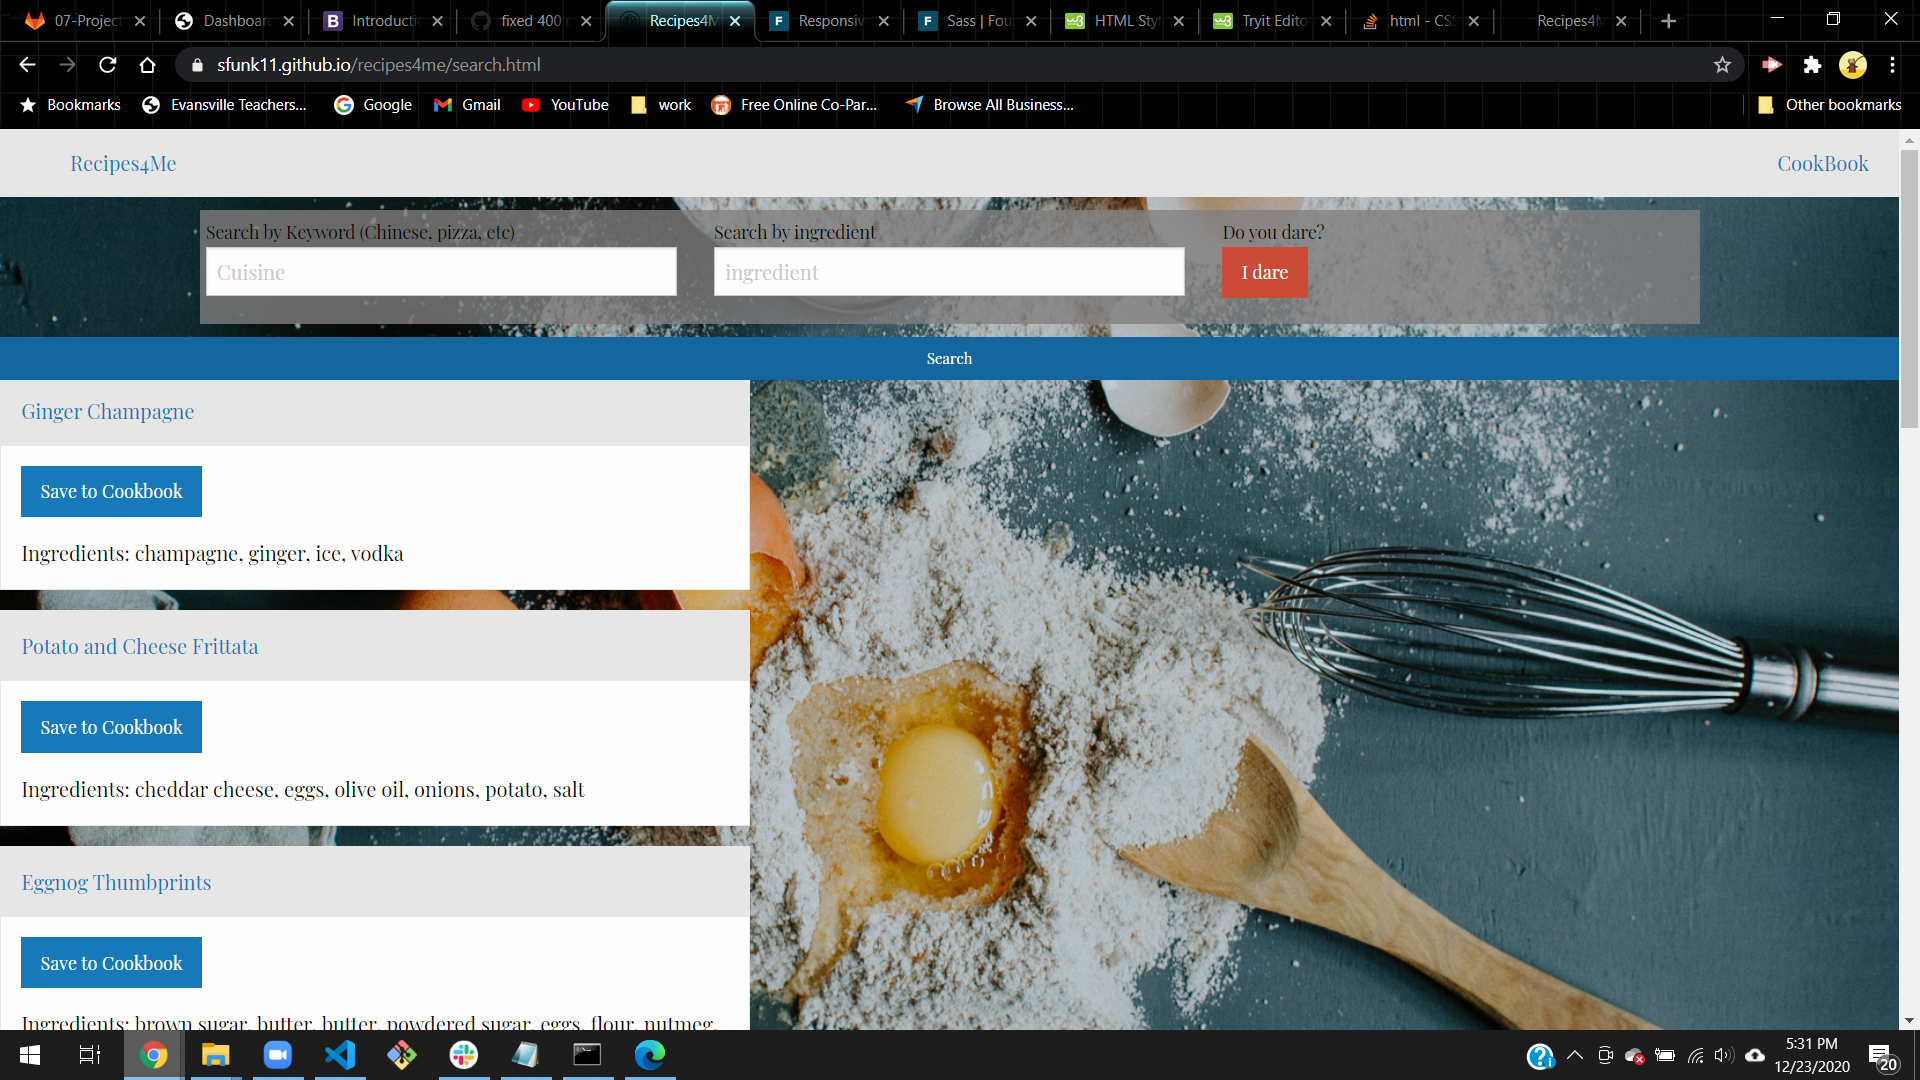 07-Project
Dashboar
Introducti
fixed 400
Recipes4M
Responsiv
Sass | Fou
HTML Sty
Tryit Edito
html - CSS
Recipes4M
sfunk11.github.io/recipes4me/search.html
Bookmarks
Evansville Teachers...
Google
Gmail
YouTube
work
Free Online Co-Par...
Browse All Business...
Other bookmarks
Recipes4Me
CookBook
Search by Keyword (Chinese, pizza, etc)
Search by ingredient
Do you dare?
Cuisine
ingredient
I dare
Search
Ginger Champagne
Save to Cookbook
Ingredients: champagne, ginger, ice, vodka
Potato and Cheese Frittata
Save to Cookbook
Ingredients: cheddar cheese, eggs, olive oil, onions, potato, salt
Eggnog Thumbprints
Save to Cookbook
Ingredients: brown sugar, butter, butter, powdered sugar, eggs, flour, nutmeg,
5:31 PM
12/23/2020
20